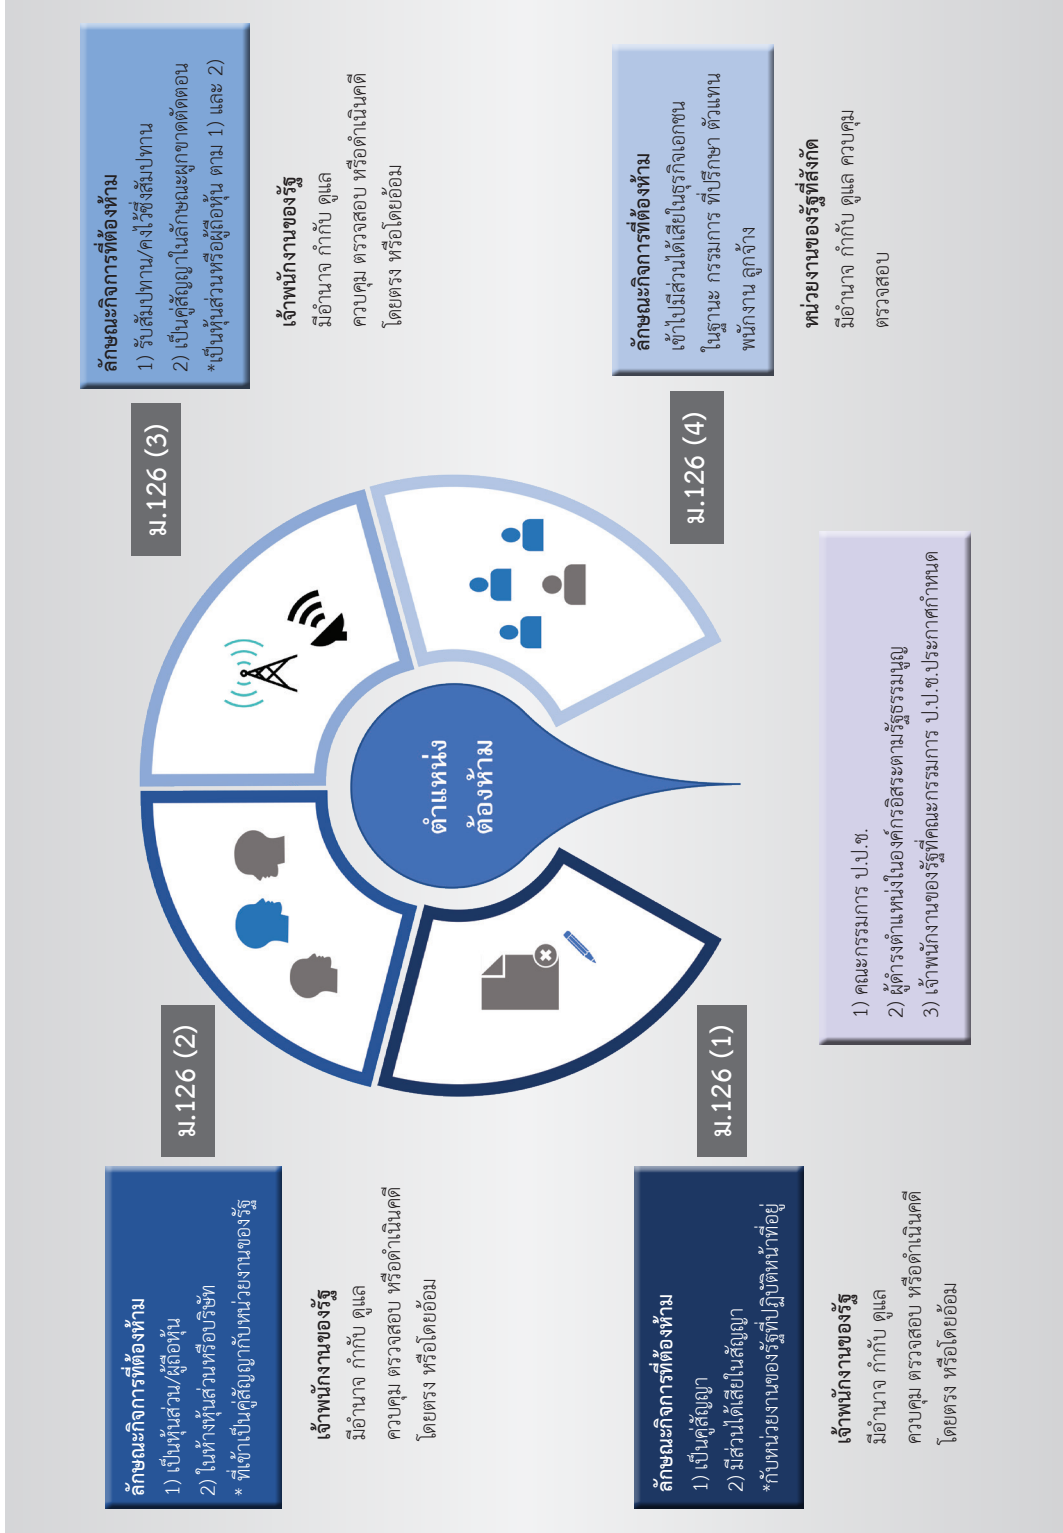 ลักษณะกิจการที่ต้องห้าม
1) เป็นหุ้นส่วน/ผู้ถือหุ้น
2) ในห้างหุ้นส่วนหรือบริษัท
* ที่เข้าเป็นคู่สัญญากับหน่วยงานของรัฐ
เจ้าพนักงานของรัฐ
มีอำนาจ กำกับ ดูแล
ควบคุม ตรวจสอบ หรือดำเนินคดี
โดยตรง หรือโดยอ้อม
ม.126 (2)
ม.126 (3)
ลักษณะกิจการที่ต้องห้าม
1) รับสัมปทาน/คงไว้ซึ่งสัมปทาน
2) เป็นคู่สัญญาในลักษณะผูกขาดตัดตอน
*เป็นหุ้นส่วนหรือผู้ถือหุ้น ตาม 1) และ 2)
เจ้าพนักงานของรัฐ
มีอำนาจ กำกับ ดูแล
ควบคุม ตรวจสอบ หรือดำเนินคดี
โดยตรง หรือโดยอ้อม
ตำแหน่ง
ต้องห้าม
ลักษณะกิจการที่ต้องห้าม
1) เป็นคู่สัญญา
2) มีส่วนได้เสียในสัญญา
*กับหน่วยงานของรัฐที่ปฏิบัติหน้าที่อยู่
เจ้าพนักงานของรัฐ
มีอำนาจ กำกับ ดูแล
ควบคุม ตรวจสอบ หรือดำเนินคดี
โดยตรง หรือโดยอ้อม
ม.126 (1)
ม.126 (4)
ลักษณะกิจการที่ต้องห้าม
เข้าไปมีส่วนได้เสียในธุรกิจเอกชน
ในฐานะ กรรมการ ที่ปรึกษา ตัวแทน
พนักงาน ลูกจ้าง
หน่วยงานของรัฐที่สังกัด
มีอำนาจ กำกับ ดูแล ควบคุม
ตรวจสอบ
1) คณะกรรมการ ป.ป.ช.
2) ผู้ดำรงตำแหน่งในองค์กรอิสระตามรัฐธรรมนูญ
3) เจ้าพนักงานของรัฐที่คณะกรรมการ ป.ป.ช.ประกาศกำหนด